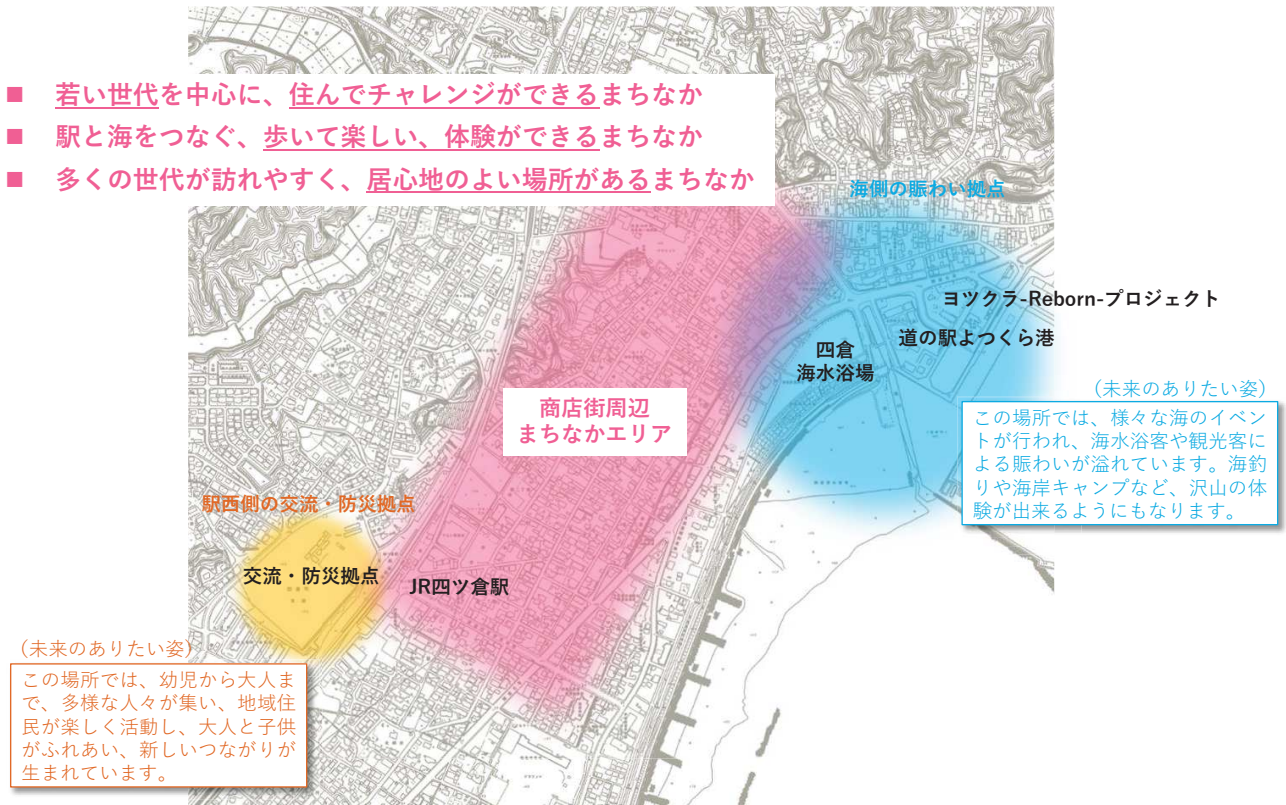 ■ 若い世代を中心に、住んでチャレンジができるまちなか
■ 駅と海をつなぐ、歩いて楽しい、体験ができるまちなか
■ 多くの世代が訪れやすく、居心地のよい場所があるまちなか
海側の賑わい拠点
ヨツクラ-Reborn-プロジェクト
道の駅よつくら港
四倉
海水浴場
（未来のありたい姿）
この場所では、様々な海のイベン
トが行われ、海水浴客や観光客に
よる賑わいが溢れています。海釣
りや海岸キャンプなど、沢山の体
験が出来るようにもなります。
商店街周辺
まちなかエリア
駅西側の交流・防災拠点
交流・防災拠点
JR四ツ倉駅
（未来のありたい姿）
この場所では、幼児から大人ま
で、多様な人々が集い、地域住
民が楽しく活動し、大人と子供
がふれあい、新しいつながりが
生まれています。